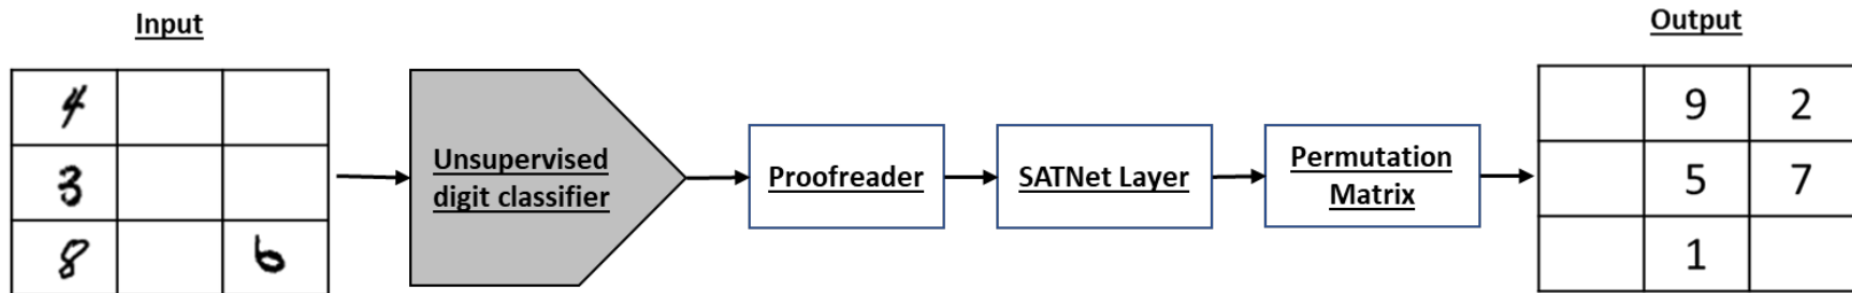 Input
4
3
8 6
Unsupervised
digit classifier
Proofreader
SATNet Layer
Permutation
Matrix
Output
9 2
5 7
1